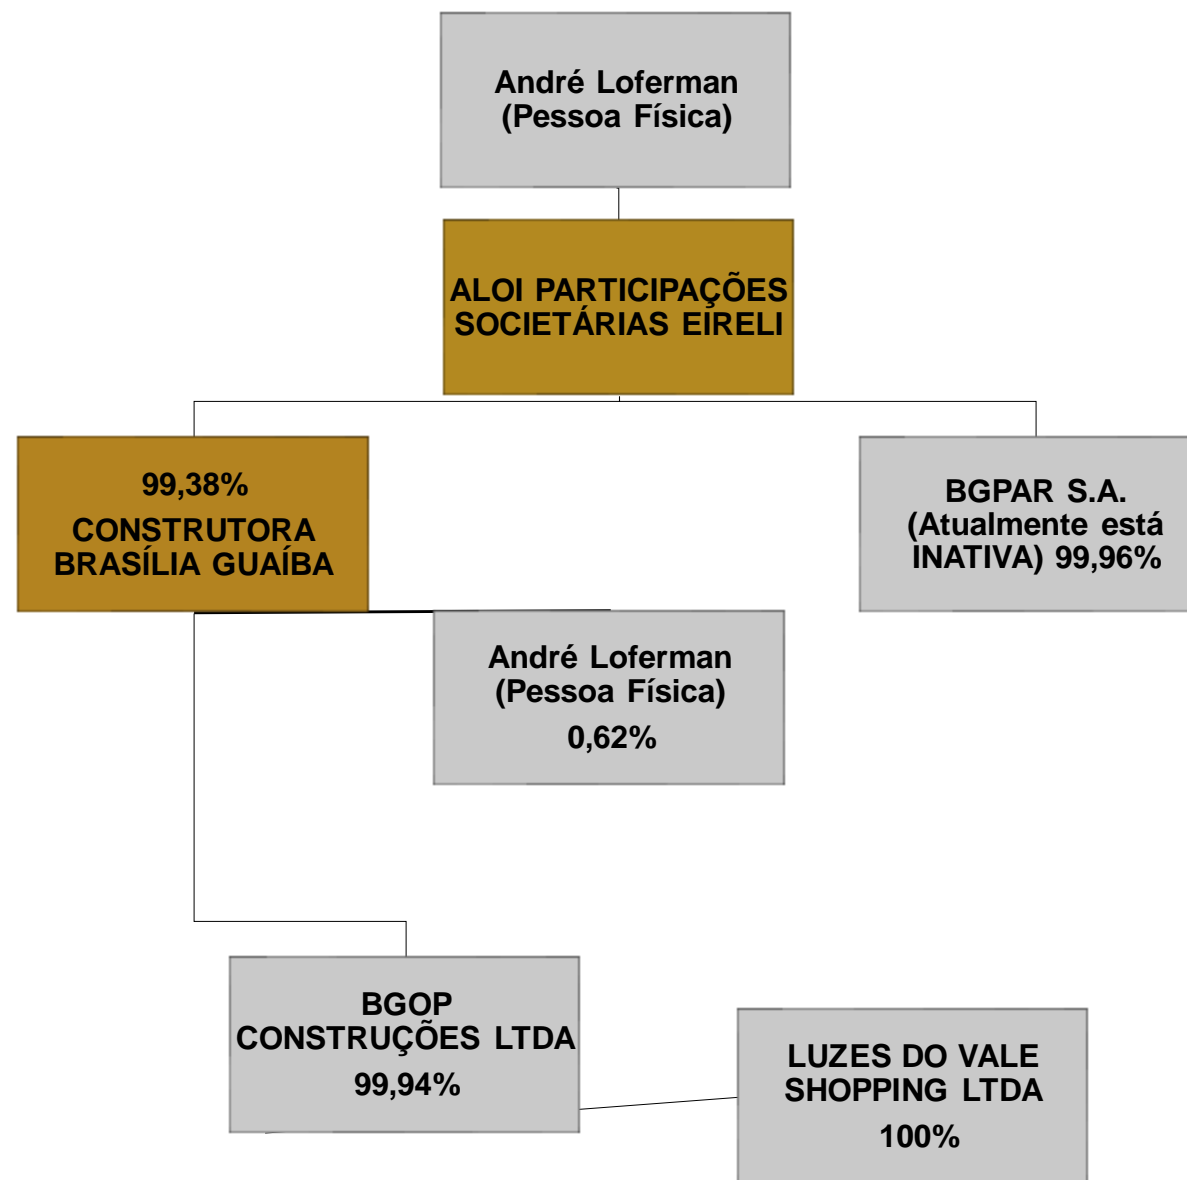 André Loferman
(Pessoa Física)
ALOI PARTICIPAÇÕES
SOCIETÁRIAS EIRELI
99,38%
CONSTRUTORA
BRASÍLIA GUAÍBA
BGPAR S.A.
(Atualmente está
INATIVA) 99,96%
André Loferman
(Pessoa Física)
0,62%
BGOP
CONSTRUÇÕES LTDA
99,94%
LUZES DO VALE
SHOPPING LTDA
100%